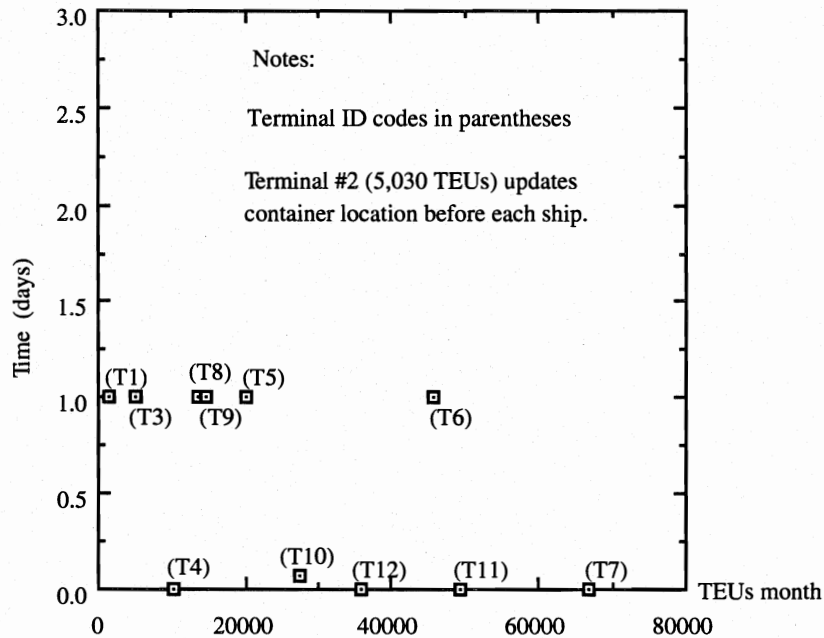 3.0
Notes:
2.5
Terminal ID codes in parentheses
Terminal #2 (5,030 TEUs) updates
2.0
container location before each ship.
Time (days)
1.5
(T1)
(T8)
(T5)
1.0
(T3)
(T9)
(T6)
0.5
(T4)
(T10)
(T12)
(T11)
(T7)
0.0
TEUs month
0
20000
40000
60000
80000